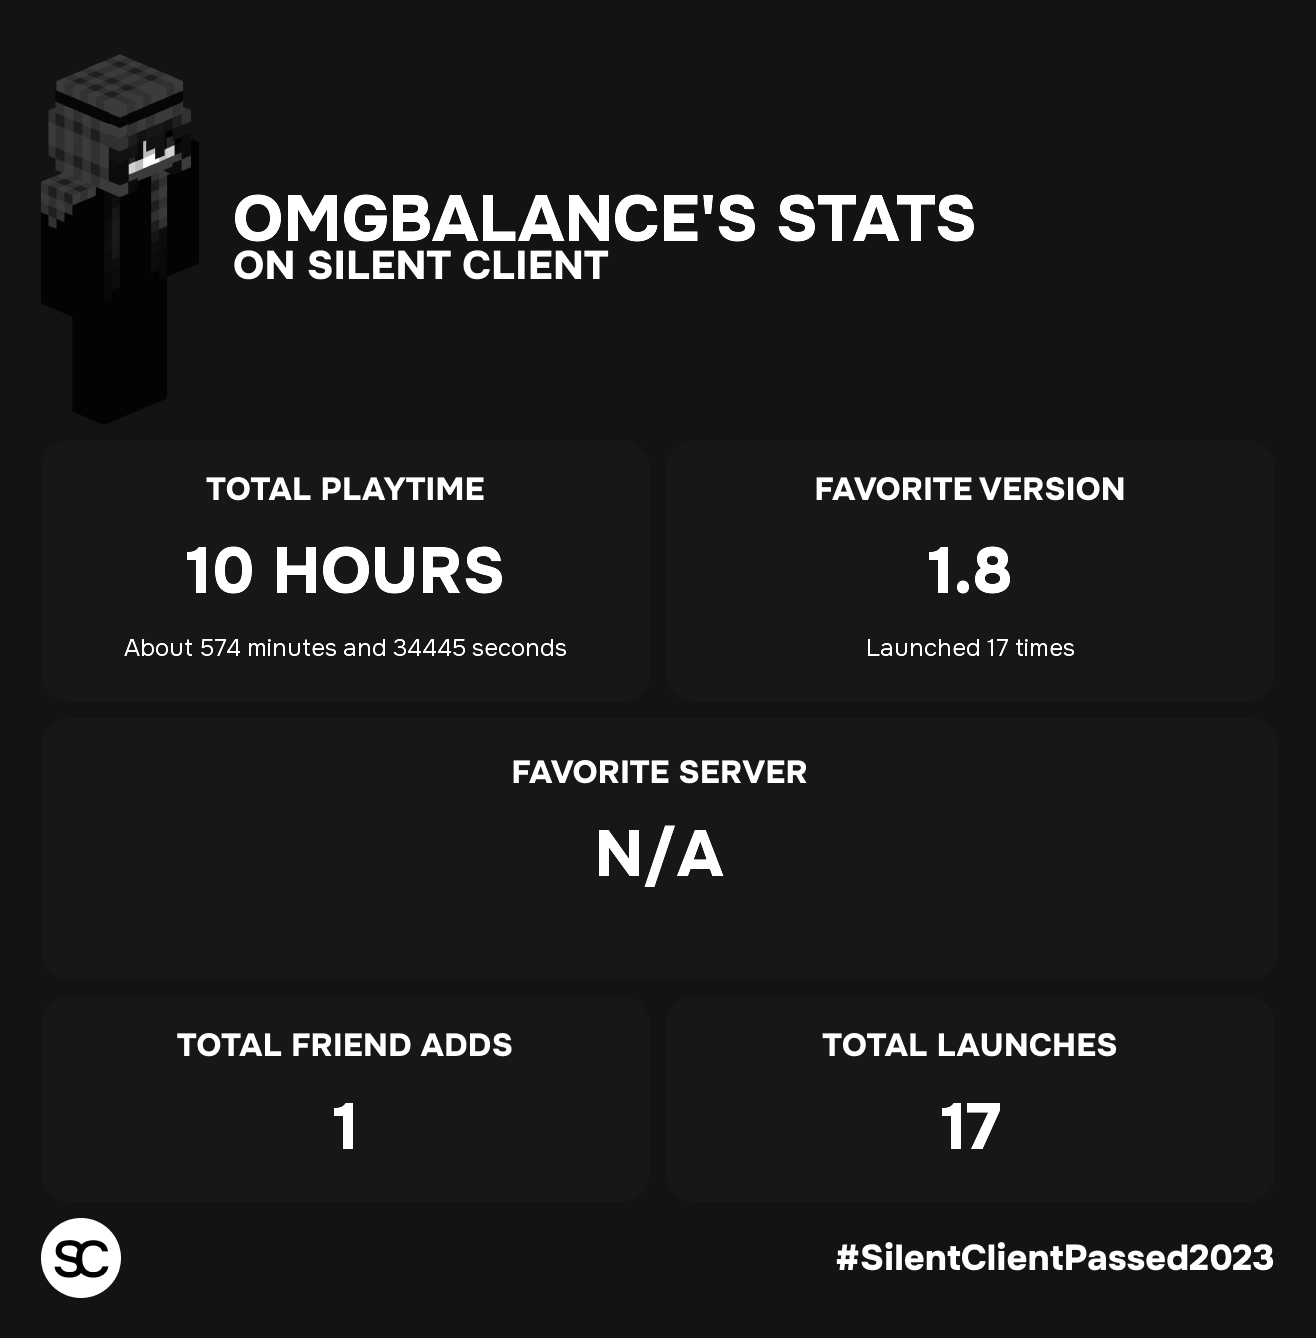 OMGBALANCE'S STATS
ON SILENT CLIENT
TOTAL PLAYTIME
10 HOURS
About 574 minutes and 34445 seconds
FAVORITE VERSION
1.8
Launched 17 times
FAVORITE SERVER
N/A
TOTAL FRIEND ADDS
1
TOTAL LAUNCHES
17
SC
#SilentClientPassed2023